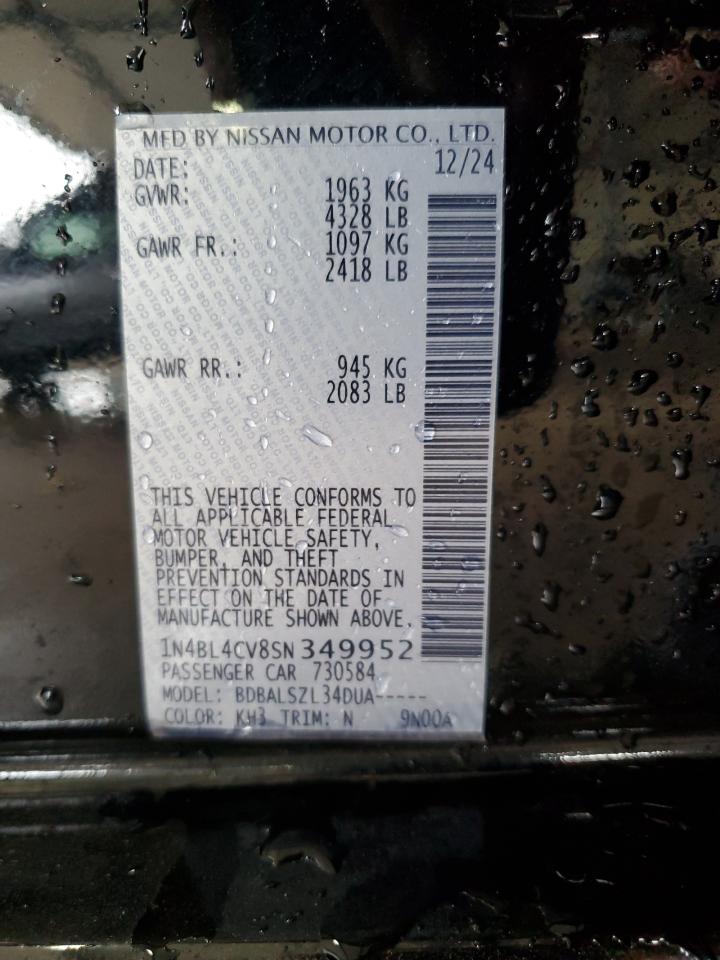 MFD BY NISSAN MOTOR CO., LTD.
DATE: 12/24
GVWR: 1963 KG
4328 LB
GAWR FR.: 1097 KG
2418 LB
GAWR RR.: 945 KG
2083 LB
THIS VEHICLE CONFORMS TO
ALL APPLICABLE FEDERAL
MOTOR VEHICLE SAFETY,
BUMPER, AND THEFT
PREVENTION STANDARDS IN
EFFECT ON THE DATE OF
MANUFACTURE SHOWN ABOVE.
1N4BL4CV8SN349952
PASSENGER CAR 730584
MODEL: BDBALSZL34DUA-----
COLOR: KH3 TRIM: N 9N00A